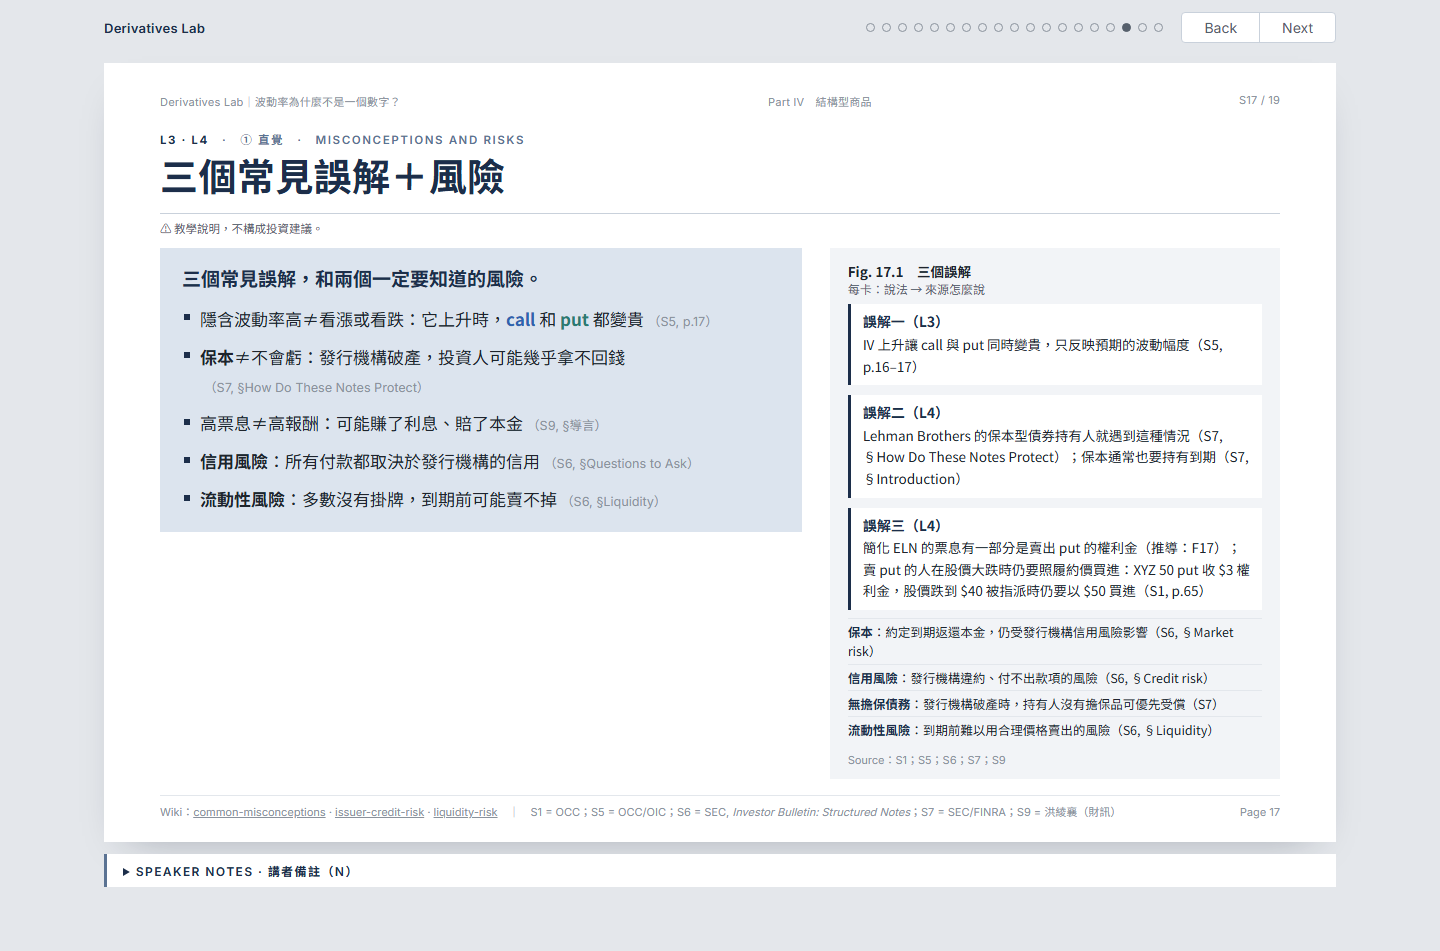 Derivatives Lab
Back
Next
Derivatives Lab｜波動率為什麼不是一個數字？
Part IV　結構型商品
S17 / 19
L3 · L4 · ① 直覺 · MISCONCEPTIONS AND RISKS
三個常見誤解＋風險
⚠ 教學說明，不構成投資建議。
三個常見誤解，和兩個一定要知道的風險。
隱含波動率高≠看漲或看跌：它上升時，call 和 put 都變貴（S5, p.17）
保本≠不會虧：發行機構破產，投資人可能幾乎拿不回錢
（S7, §How Do These Notes Protect）
高票息≠高報酬：可能賺了利息、賠了本金（S9, §導言）
信用風險：所有付款都取決於發行機構的信用（S6, §Questions to Ask）
流動性風險：多數沒有掛牌，到期前可能賣不掉（S6, §Liquidity）
Fig. 17.1　三個誤解
每卡：說法 → 來源怎麼說
誤解一（L3）
IV 上升讓 call 與 put 同時變貴，只反映預期的波動幅度（S5,
p.16–17）
誤解二（L4）
Lehman Brothers 的保本型債券持有人就遇到這種情況（S7,
§How Do These Notes Protect）；保本通常也要持有到期（S7,
§Introduction）
誤解三（L4）
簡化 ELN 的票息有一部分是賣出 put 的權利金（推導：F17）；
賣 put 的人在股價大跌時仍要照履約價買進：XYZ 50 put 收 $3 權
利金，股價跌到 $40 被指派時仍要以 $50 買進（S1, p.65）
保本：約定到期返還本金，仍受發行機構信用風險影響（S6, §Market
risk）
信用風險：發行機構違約、付不出款項的風險（S6, §Credit risk）
無擔保債務：發行機構破產時，持有人沒有擔保品可優先受償（S7）
流動性風險：到期前難以用合理價格賣出的風險（S6, §Liquidity）
Source：S1；S5；S6；S7；S9
Wiki：common-misconceptions · issuer-credit-risk · liquidity-risk ｜ S1 = OCC；S5 = OCC/OIC；S6 = SEC, Investor Bulletin: Structured Notes；S7 = SEC/FINRA；S9 = 洪綾襄（財訊）
Page 17
▶ SPEAKER NOTES · 講者備註（N）